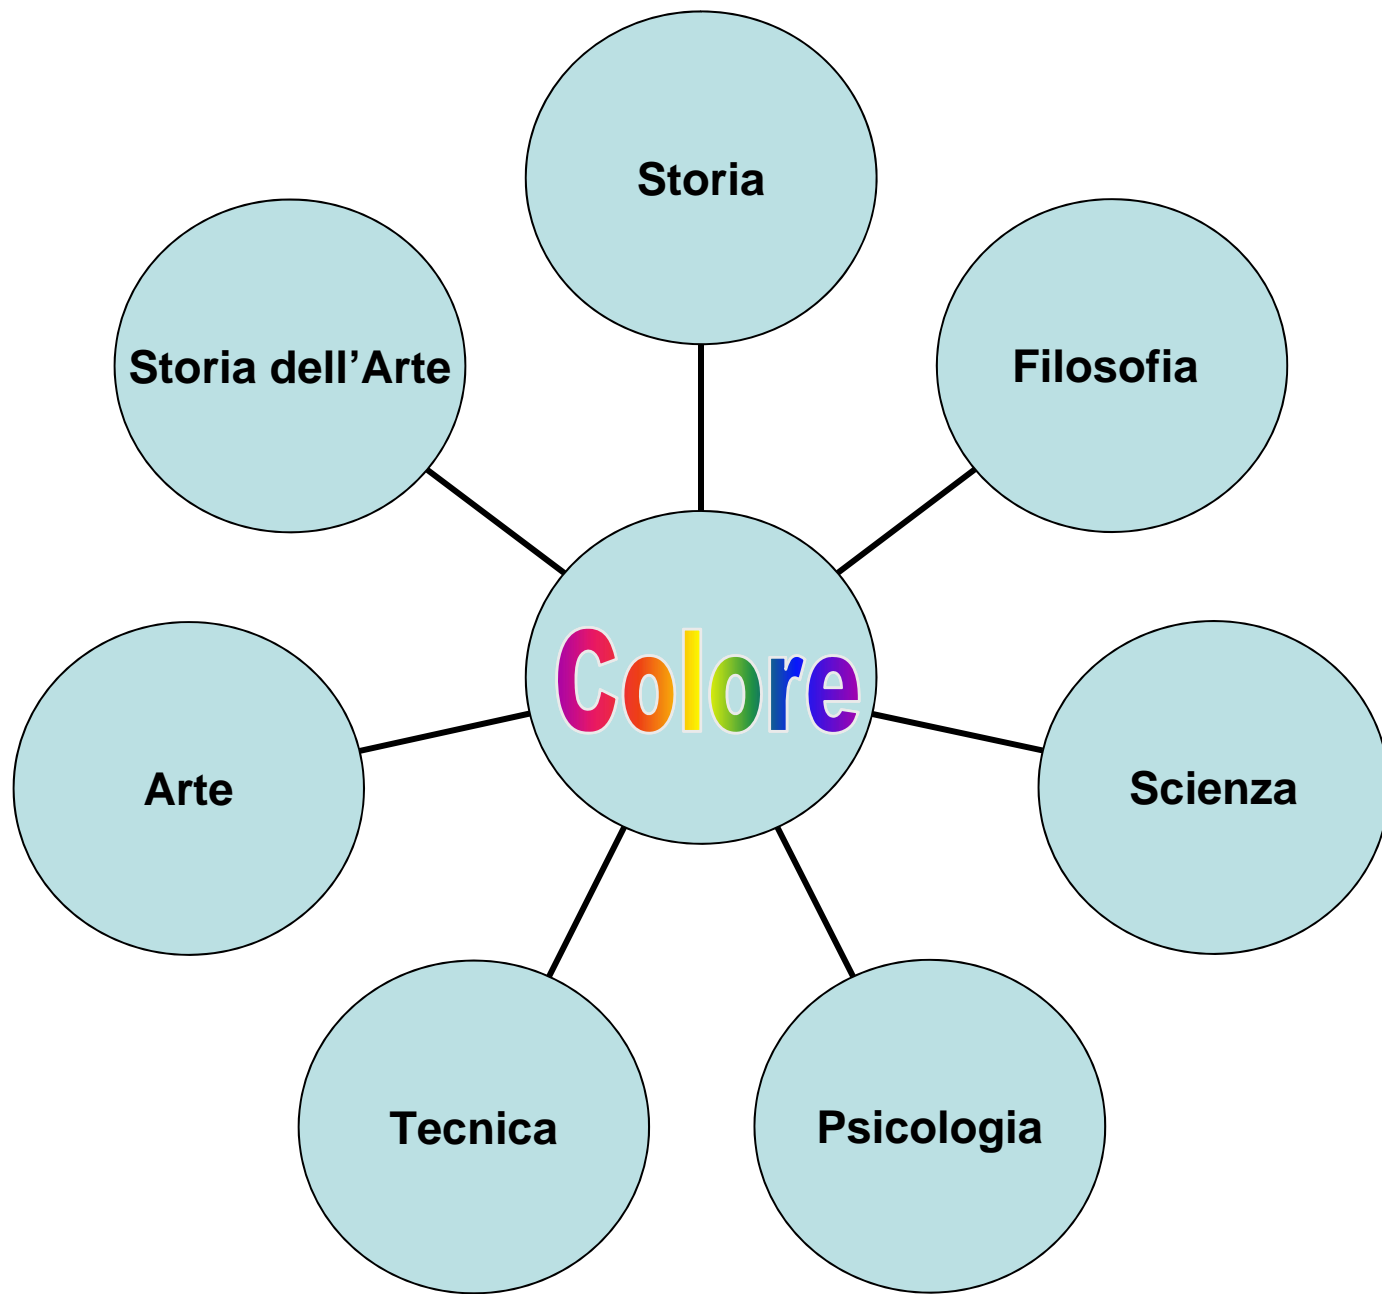 Storia
Storia dell’Arte
Filosofia
Colore
Arte
Scienza
Tecnica
Psicologia